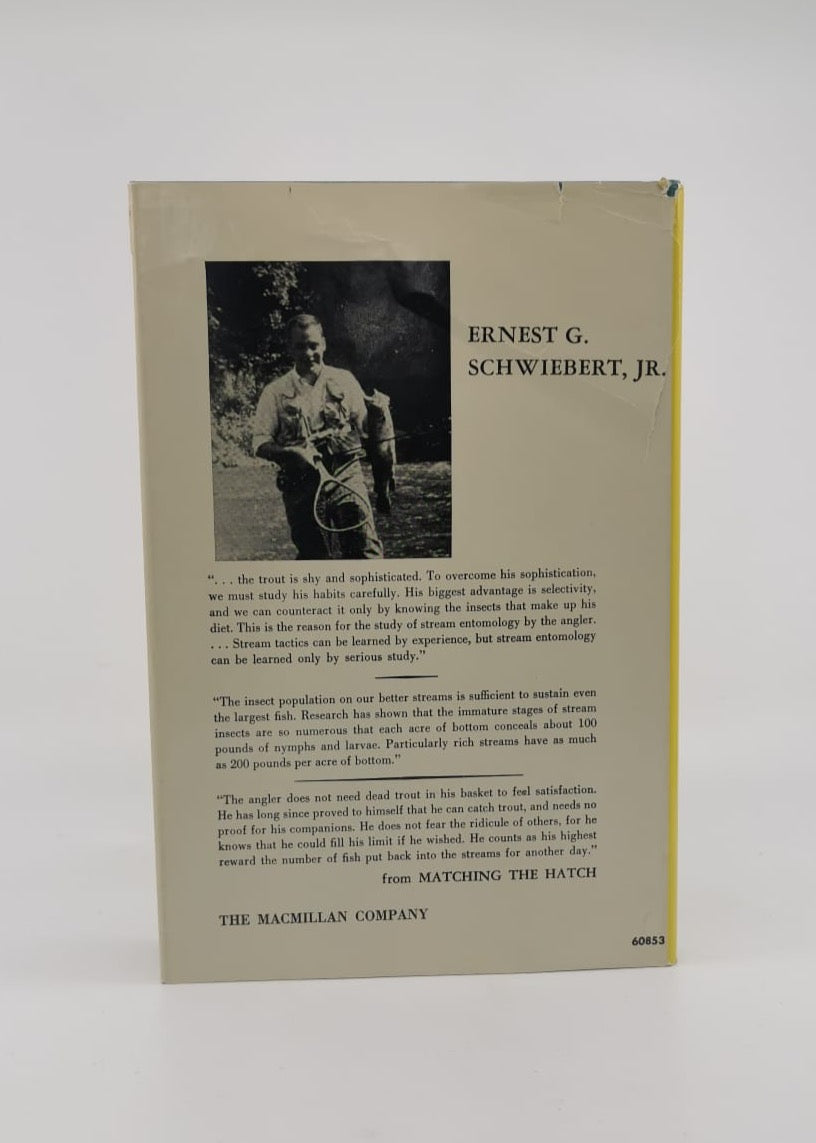 ERNEST G.
SCHWIEBERT, JR.
“. . . the trout is shy and sophisticated. To overcome his sophistication,
we must study his habits carefully. His biggest advantage is selectivity,
and we can counteract it only by knowing the insects that make up his
diet. This is the reason for the study of stream entomology by the angler.
. . . Stream tactics can be learned by experience, but stream entomology
can be learned only by serious study.”
“The insect population on our better streams is sufficient to sustain even
the largest fish. Research has shown that the immature stages of stream
insects are so numerous that each acre of bottom conceals about 100
pounds of nymphs and larvae. Particularly rich streams have as much
as 200 pounds per acre of bottom.”
“The angler does not need dead trout in his basket to feel satisfaction.
He has long since proved to himself that he can catch trout, and needs no
proof for his companions. He does not fear the ridicule of others, for he
knows that he could fill his limit if he wished. He counts as his highest
reward the number of fish put back into the streams for another day.”
from MATCHING THE HATCH
THE MACMILLAN COMPANY
60853